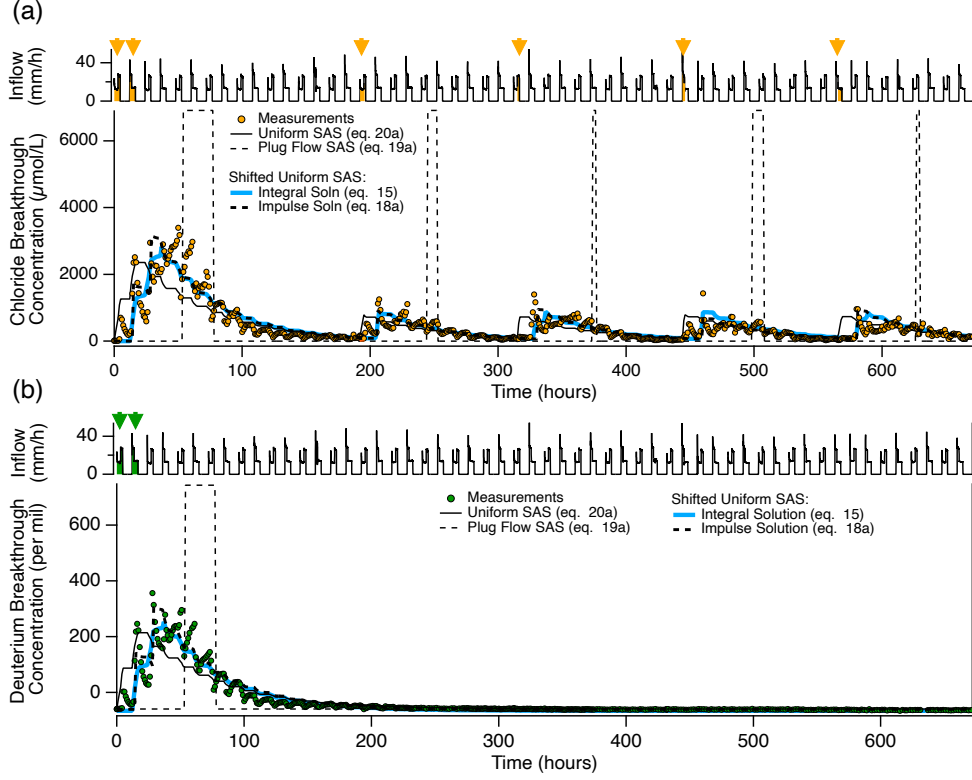 (a)
Inflow
(mm/h)
40
0
Chloride Breakthrough
Concentration (µmol/L)
6000
4000
2000
0
Measurements
Uniform SAS (eq. 20a)
Plug Flow SAS (eq. 19a)
Shifted Uniform SAS:
Integral Soln (eq. 15)
Impulse Soln (eq. 18a)
0 100 200 300 400 500 600
Time (hours)
(b)
Inflow
(mm/h)
40
0
Deuterium Breakthrough
Concentration (per mil)
600
400
200
0
Measurements
Uniform SAS (eq. 20a)
Plug Flow SAS (eq. 19a)
Shifted Uniform SAS:
Integral Solution (eq. 15)
Impulse Solution (eq. 18a)
0 100 200 300 400 500 600
Time (hours)